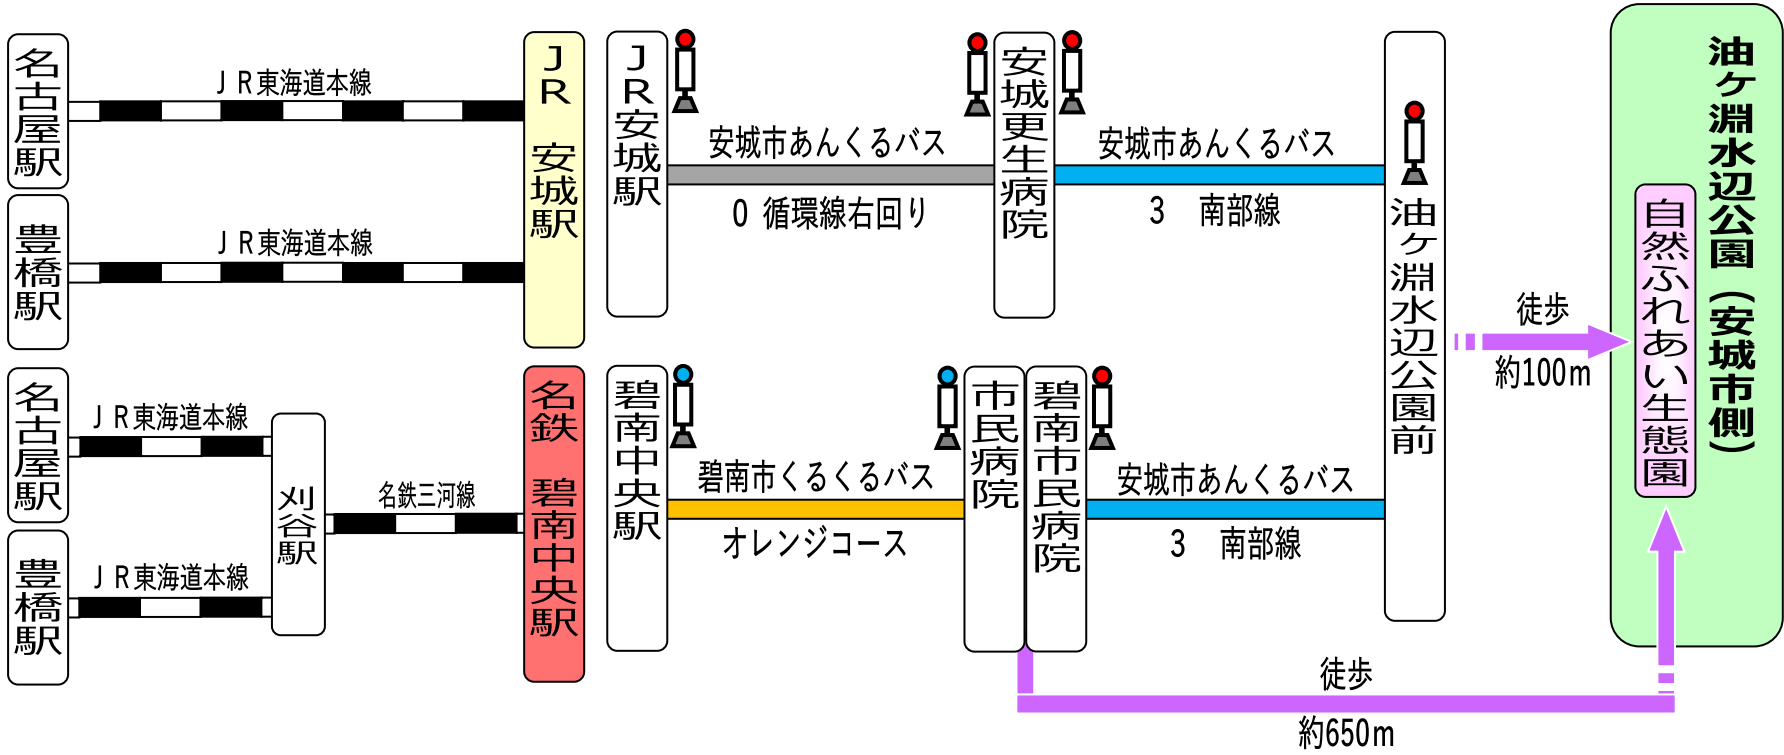 名古屋駅
ＪＲ東海道本線
豊橋駅
ＪＲ東海道本線
ＪＲ　安城駅
ＪＲ安城駅
安城市あんくるバス
０ 循環線右回り
安城更生病院
安城市あんくるバス
３　南部線
油ヶ淵水辺公園前
徒歩
約100ｍ
油ヶ淵水辺公園（安城市側）
自然ふれあい生態園
名古屋駅
ＪＲ東海道本線
豊橋駅
ＪＲ東海道本線
刈谷駅
名鉄三河線
名鉄　碧南中央駅
碧南中央駅
碧南市くるくるバス
オレンジコース
市民病院
碧南市民病院
安城市あんくるバス
３　南部線
徒歩
約650ｍ